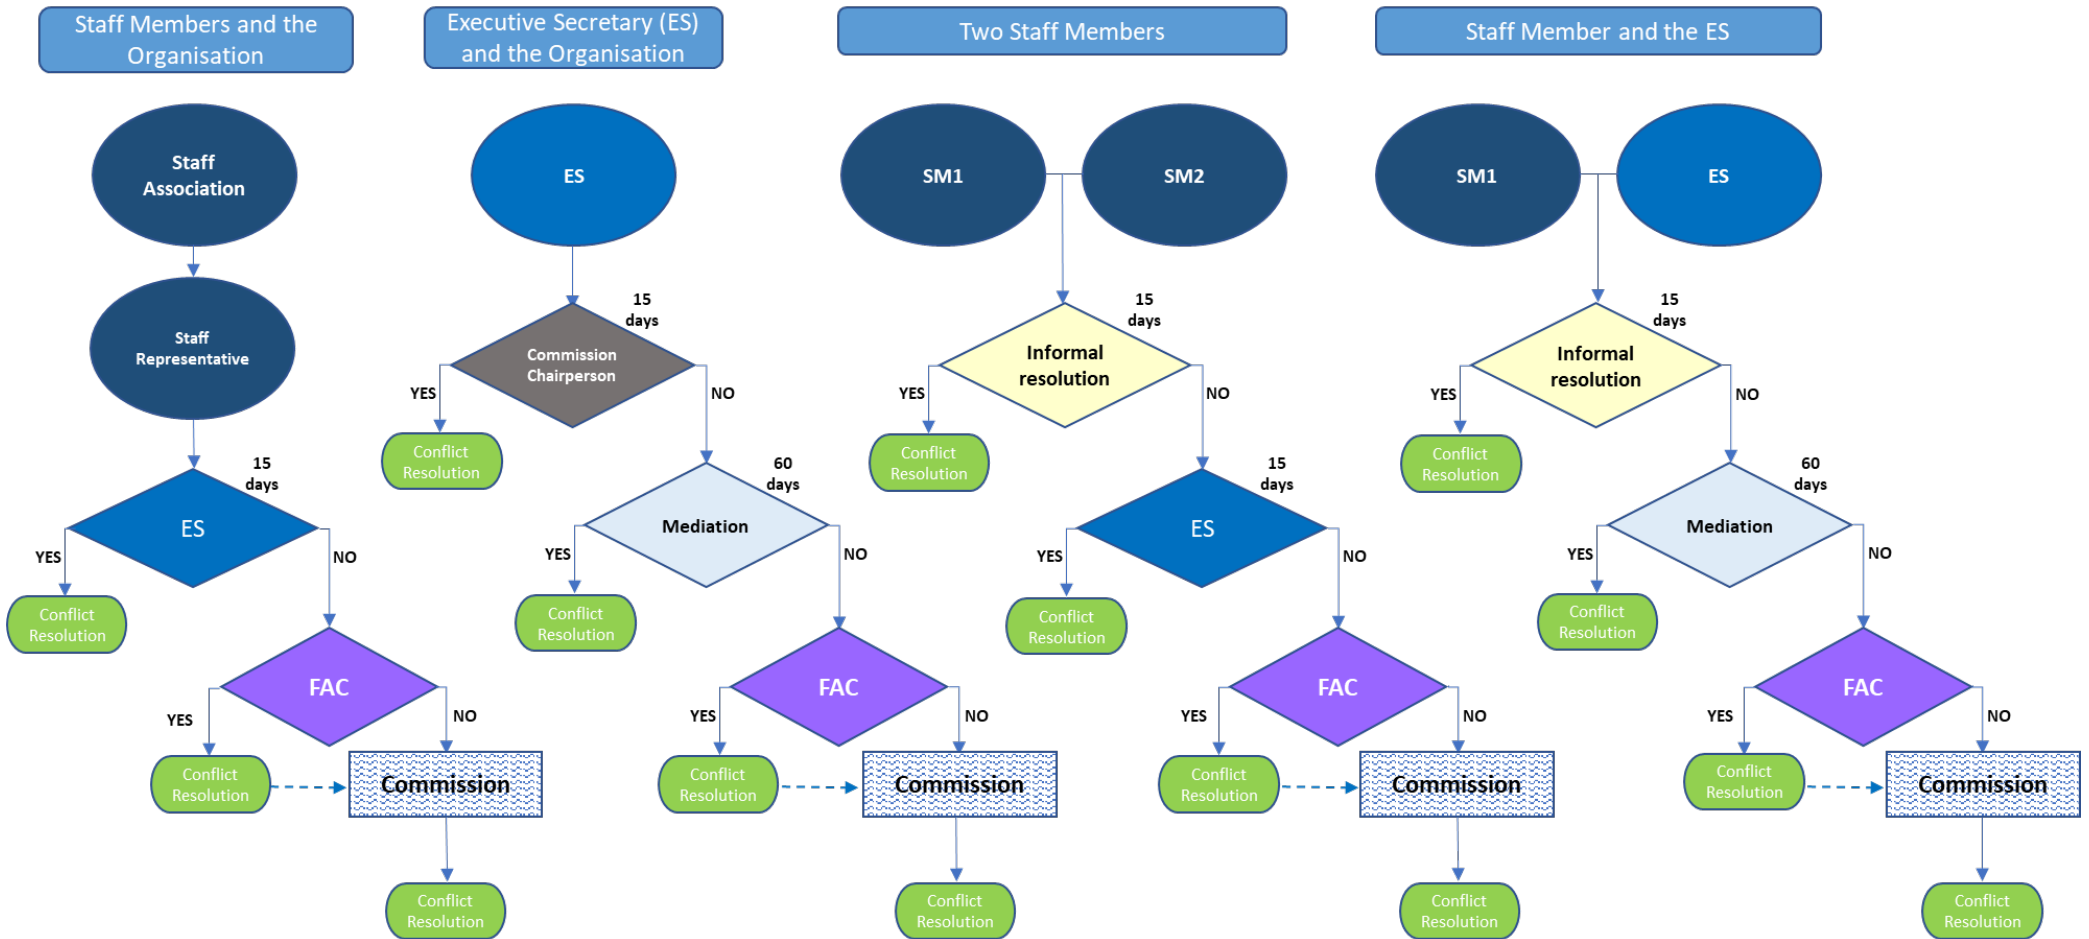 Staff Members and the
Organisation
Staff
Association
Staff
Representative
15
days
ES
YES
NO
Conflict
Resolution
FAC
YES
NO
Conflict
Resolution
Commission
Conflict
Resolution
Executive Secretary (ES)
and the Organisation
ES
15
days
Commission
Chairperson
YES
NO
Conflict
Resolution
60
days
Mediation
YES
NO
Conflict
Resolution
FAC
YES
NO
Conflict
Resolution
Commission
Conflict
Resolution
Two Staff Members
SM1
SM2
15
days
Informal
resolution
YES
NO
Conflict
Resolution
15
days
ES
YES
NO
Conflict
Resolution
FAC
YES
NO
Conflict
Resolution
Commission
Conflict
Resolution
Staff Member and the ES
SM1
ES
15
days
Informal
resolution
YES
NO
Conflict
Resolution
60
days
Mediation
YES
NO
Conflict
Resolution
FAC
YES
NO
Conflict
Resolution
Commission
Conflict
Resolution